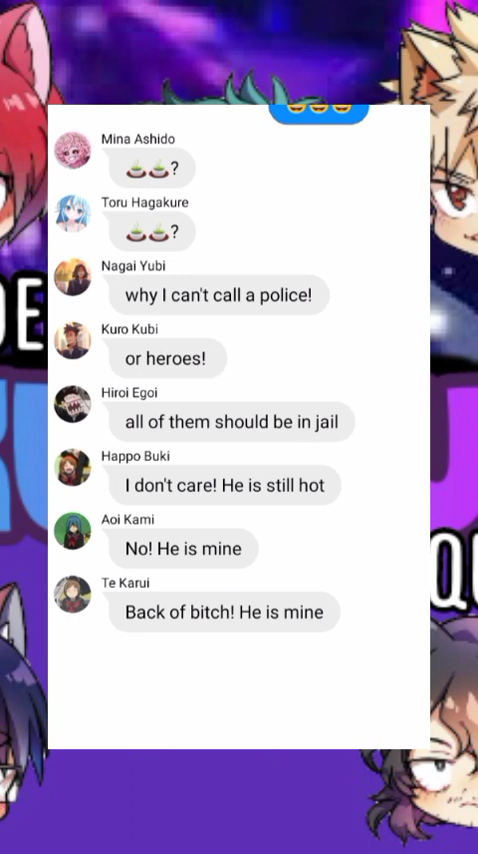 😄😄😄
Mina Ashido
🍵🍵?
Toru Hagakure
🍵🍵?
Nagai Yubi
why I can't call a police!
Kuro Kubi
or heroes!
Hiroi Egoi
all of them should be in jail
Happo Buki
I don't care! He is still hot
Aoi Kami
No! He is mine
Te Karui
Back of bitch! He is mine
DE
QU